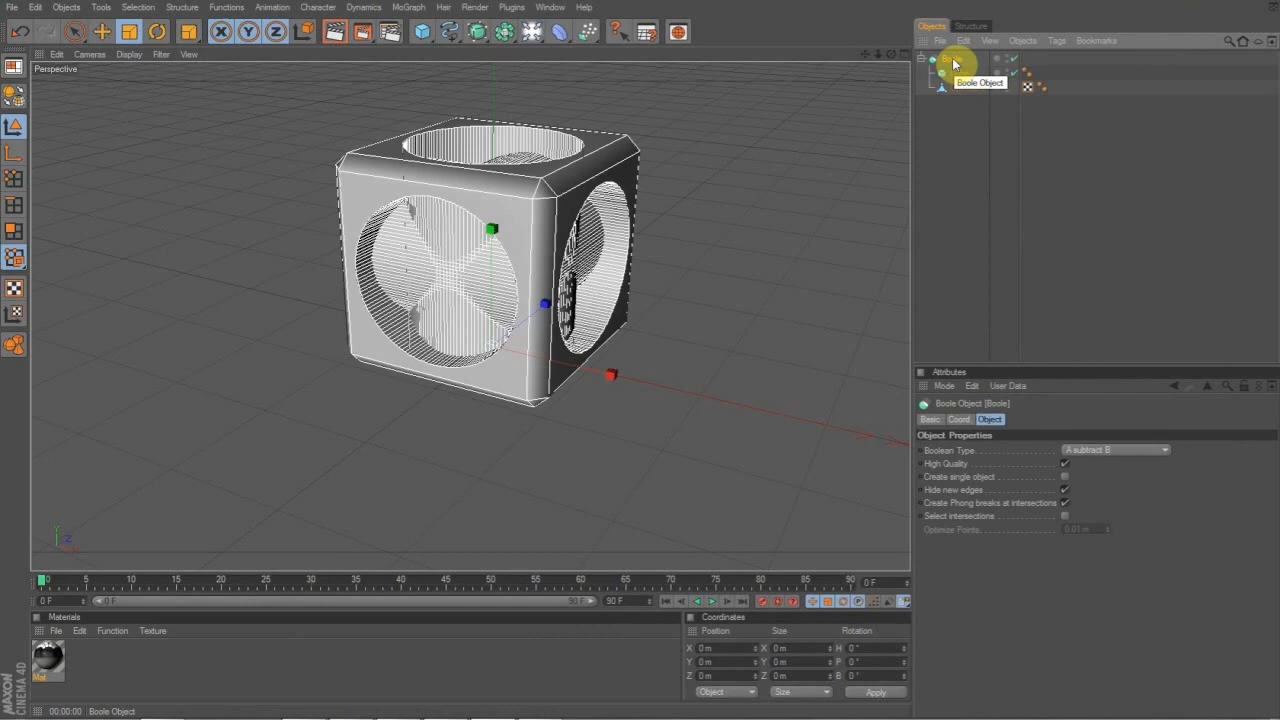 File Edit Objects Tools Selection Structure Functions Animation Character Dynamics MoGraph Hair Render Plugins Window Help
X Y Z
Edit Cameras Display Filter View
Perspective
Y
Z
X
Objects Structure
File Edit View Objects Tags Bookmarks
Boole
Boole Object
Attributes
Mode Edit User Data
Boole Object [Boole]
Basic Coord Object
Object Properties
Boolean Type A subtract B
High Quality
Create single object
Hide new edges
Create Phong breaks at intersections
Select intersections
Optimize Points 0.01 m
0 5 10 15 20 25 30 35 40 45 50 55 60 65 70 75 80 85 90 0 F
0 F 0 F 90 F 90 F
Materials
File Edit Function Texture
Mat
Coordinates
Position Size Rotation
X 0 m X 0 m H 0 °
Y 0 m Y 0 m P 0 °
Z 0 m Z 0 m B 0 °
Object Size Apply
MAXON
CINEMA 4D
00:00:00 Boole Object